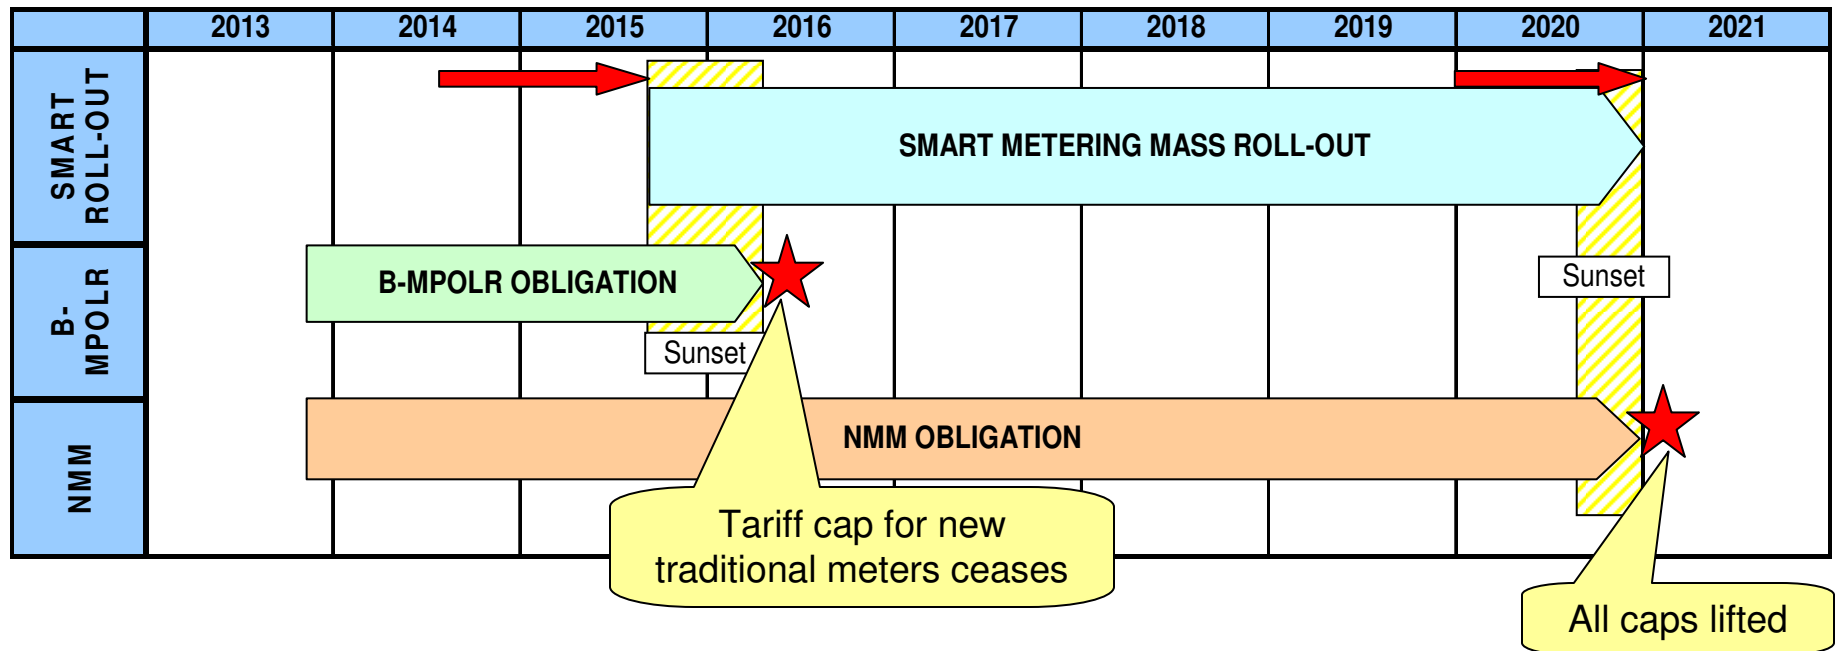 2013 2014 2015 2016 2017 2018 2019 2020 2021
SMART
ROLL-OUT
SMART METERING MASS ROLL-OUT
B-
MPOLR
B-MPOLR OBLIGATION
Sunset
Sunset
NMM
NMM OBLIGATION
Tariff cap for new
traditional meters ceases
All caps lifted